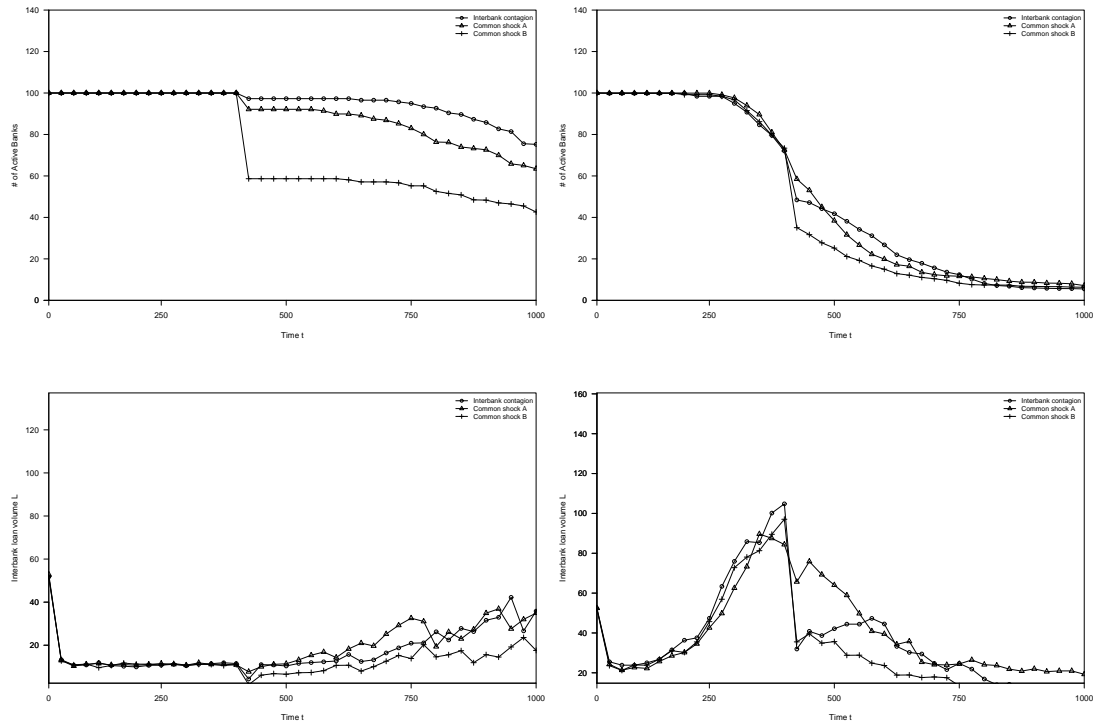 140
120
100
80
60
40
20
0
# of Active Banks
0
250
500
750
1000
Time t
Interbank contagion
Common shock A
Common shock B
140
120
100
80
60
40
20
0
# of Active Banks
0
250
500
750
1000
Time t
Interbank contagion
Common shock A
Common shock B
120
100
80
60
40
20
Interbank loan volume L
0
250
500
750
1000
Time t
Interbank contagion
Common shock A
Common shock B
160
140
120
100
80
60
40
20
Interbank loan volume L
0
250
500
750
1000
Time t
Interbank contagion
Common shock A
Common shock B